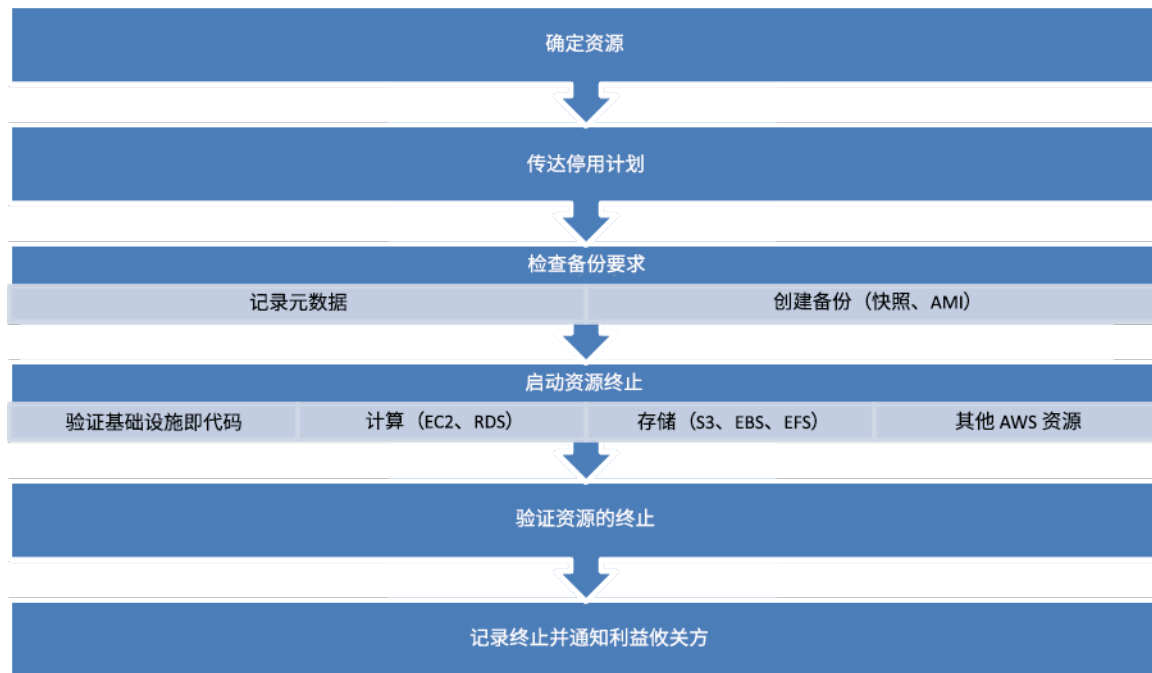 确定资源
传达停用计划
检查备份要求
记录元数据
创建备份（快照、AMI）
启动资源终止
验证基础设施即代码
计算（EC2、RDS）
存储（S3、EBS、EFS）
其他 AWS 资源
验证资源的终止
记录终止并通知利益攸关方